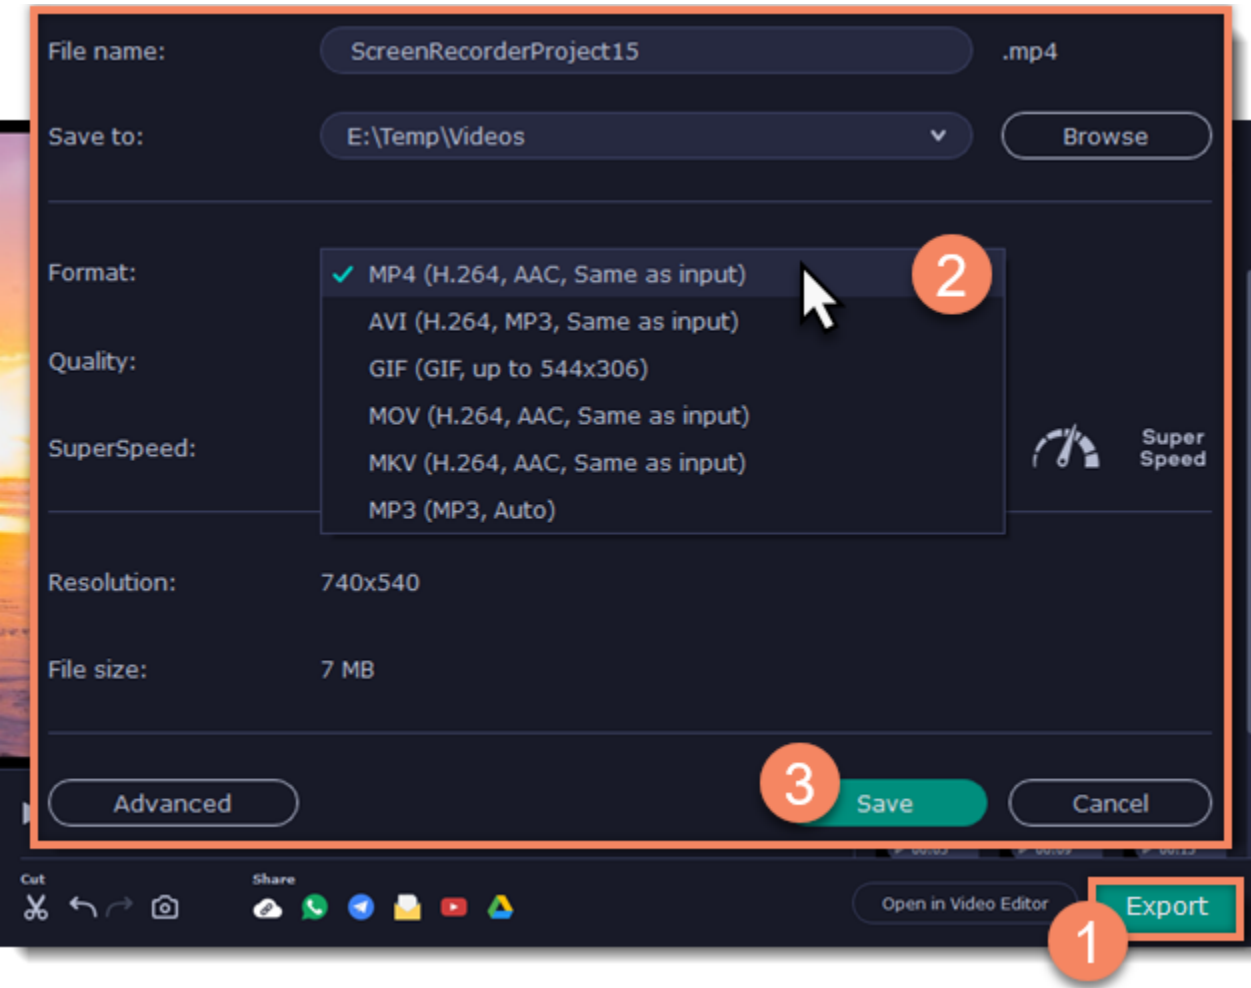 File name:
ScreenRecorderProject15
.mp4
Save to:
E:\Temp\Videos
Browse
Format:
MP4 (H.264, AAC, Same as input)
2
AVI (H.264, MP3, Same as input)
Quality:
GIF (GIF, up to 544x306)
MOV (H.264, AAC, Same as input)
SuperSpeed:
MKV (H.264, AAC, Same as input)
Super
Speed
MP3 (MP3, Auto)
Resolution:
740x540
File size:
7 MB
Advanced
3
Save
Cancel
Cut
Share
Open in Video Editor
Export
1